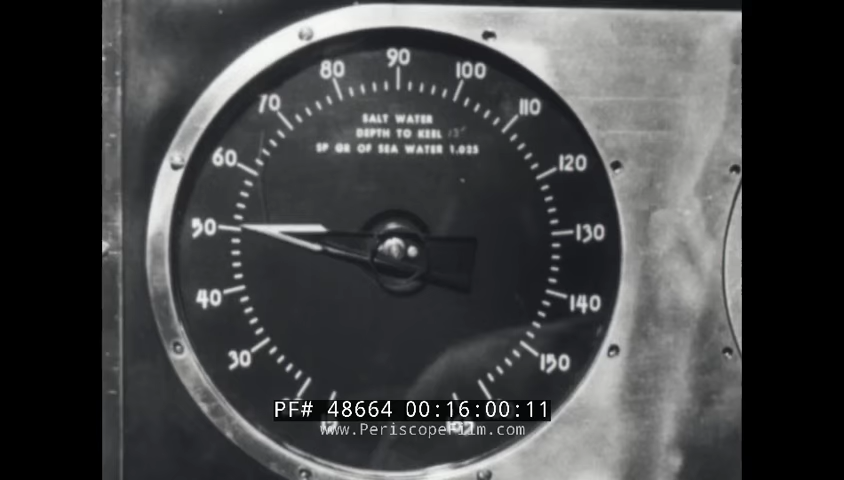 90
80
100
70
110
SALT WATER
DEPTH TO KEEL
SP GR OF SEA WATER 1.025
60
120
50
130
40
140
30
150
PF# 48664 00:16:00:11
www.PeriscopeFilm.com